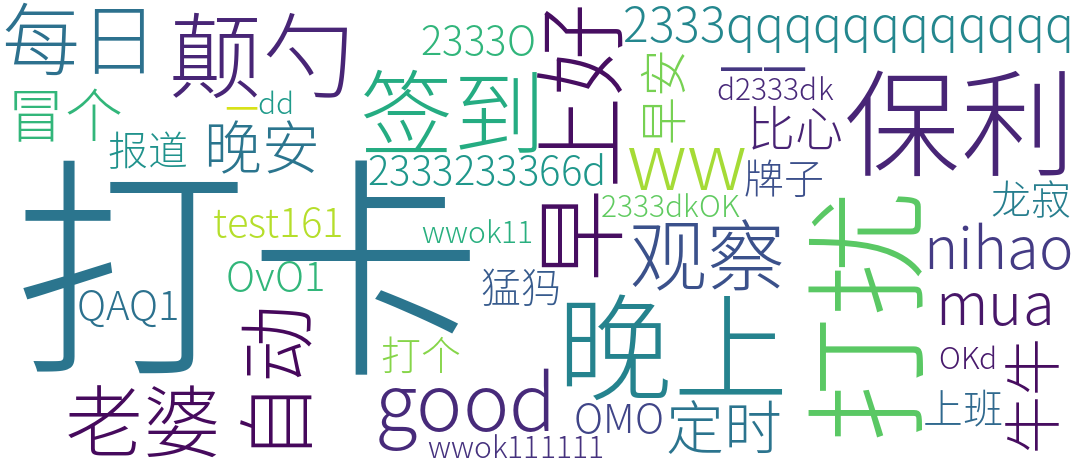 每日
颠勺
2333O
早上好
2333qqqqqqqqqqqq
冒个
dd
签到
早安
d2333dk
保利
报道
晚安
比心
2333233366d
ww
牌子
打卡
test161
wwok11
2333dkOK
龙寂
打扰
nihao
观察
OvO1
QAQ1
猛犸
mua
自动
打个
晚上
OKd
牛牛
老婆
good
OMO
定时
上班
wwok111111